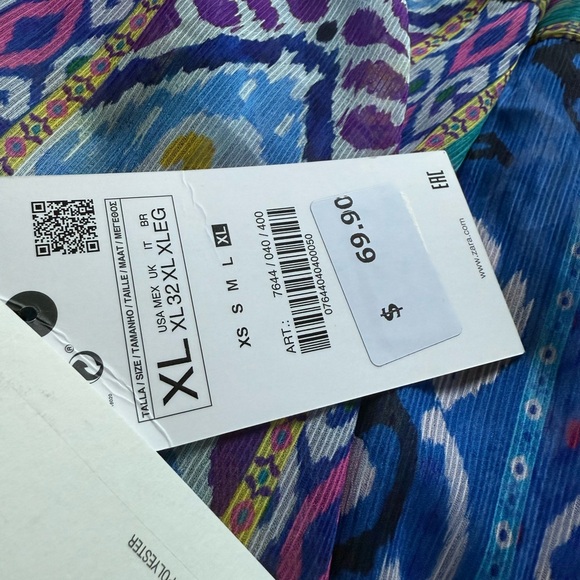 TALLA / SIZE / TAMANHO / TAILLE / MAAT / ΜΕΓΕΘΟΣ
XL
USA MEX UK IT BR
XL 32 XL XL EG
XS S M L XL
ART.: 7644 / 040 / 400
07644040400050
$ 69.90
EAC
www.zara.com
POLYESTER